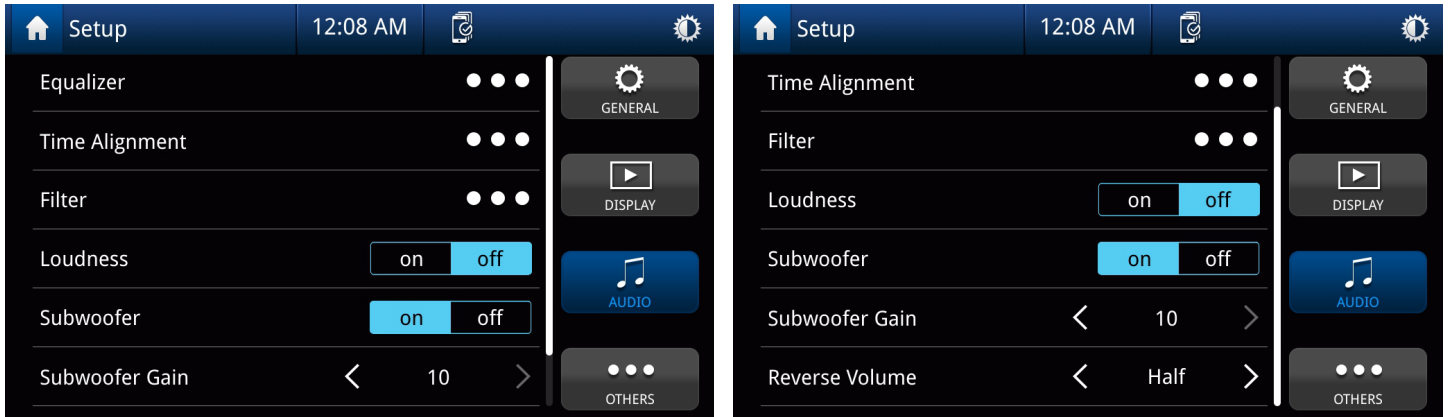 Setup 12:08 AM
Equalizer
Time Alignment
Filter
Loudness on off
Subwoofer on off
Subwoofer Gain 10
GENERAL
DISPLAY
AUDIO
OTHERS
Setup 12:08 AM
Time Alignment
Filter
Loudness on off
Subwoofer on off
Subwoofer Gain 10
Reverse Volume Half
GENERAL
DISPLAY
AUDIO
OTHERS